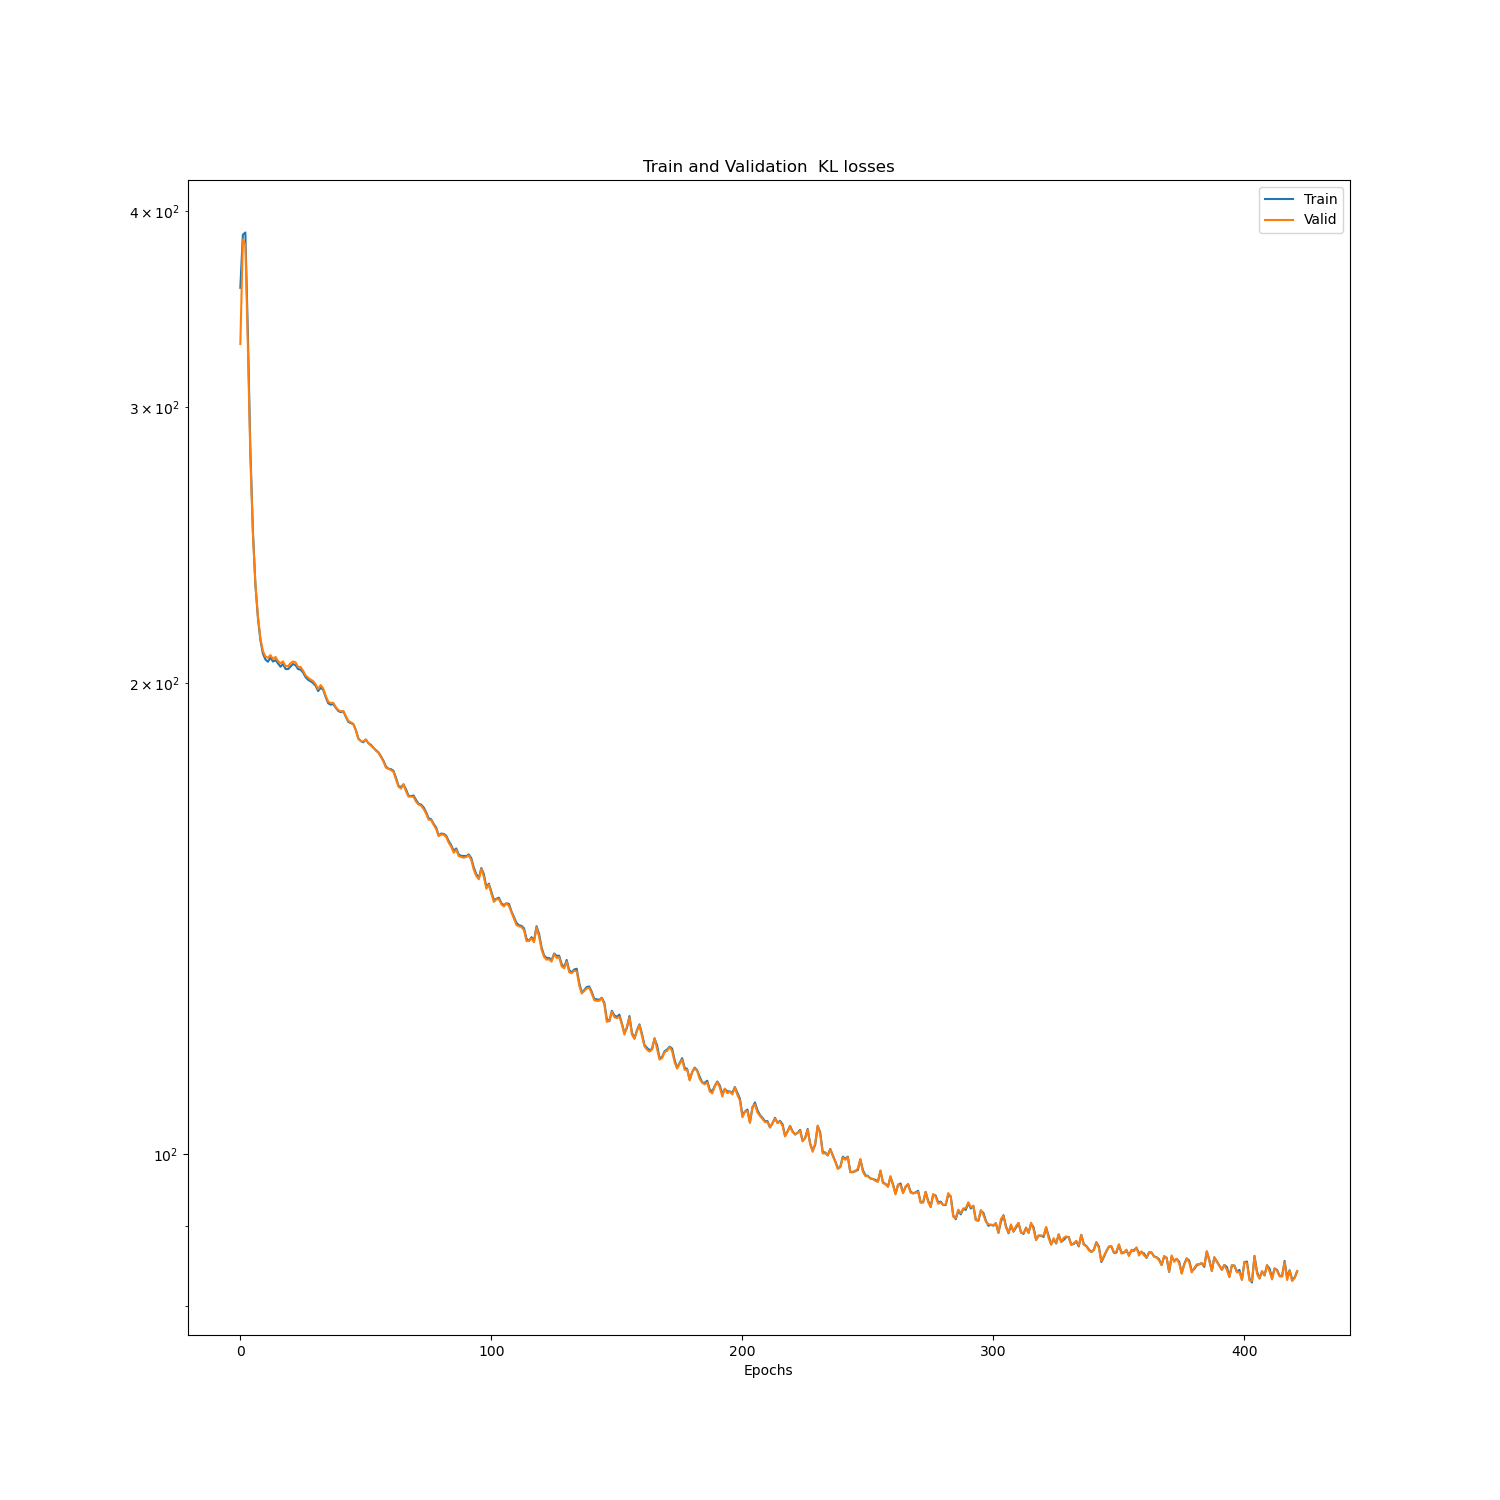 Train and Validation  KL losses
Train
Valid
4 × 10²
3 × 10²
2 × 10²
10²
0 100 200 300 400
Epochs